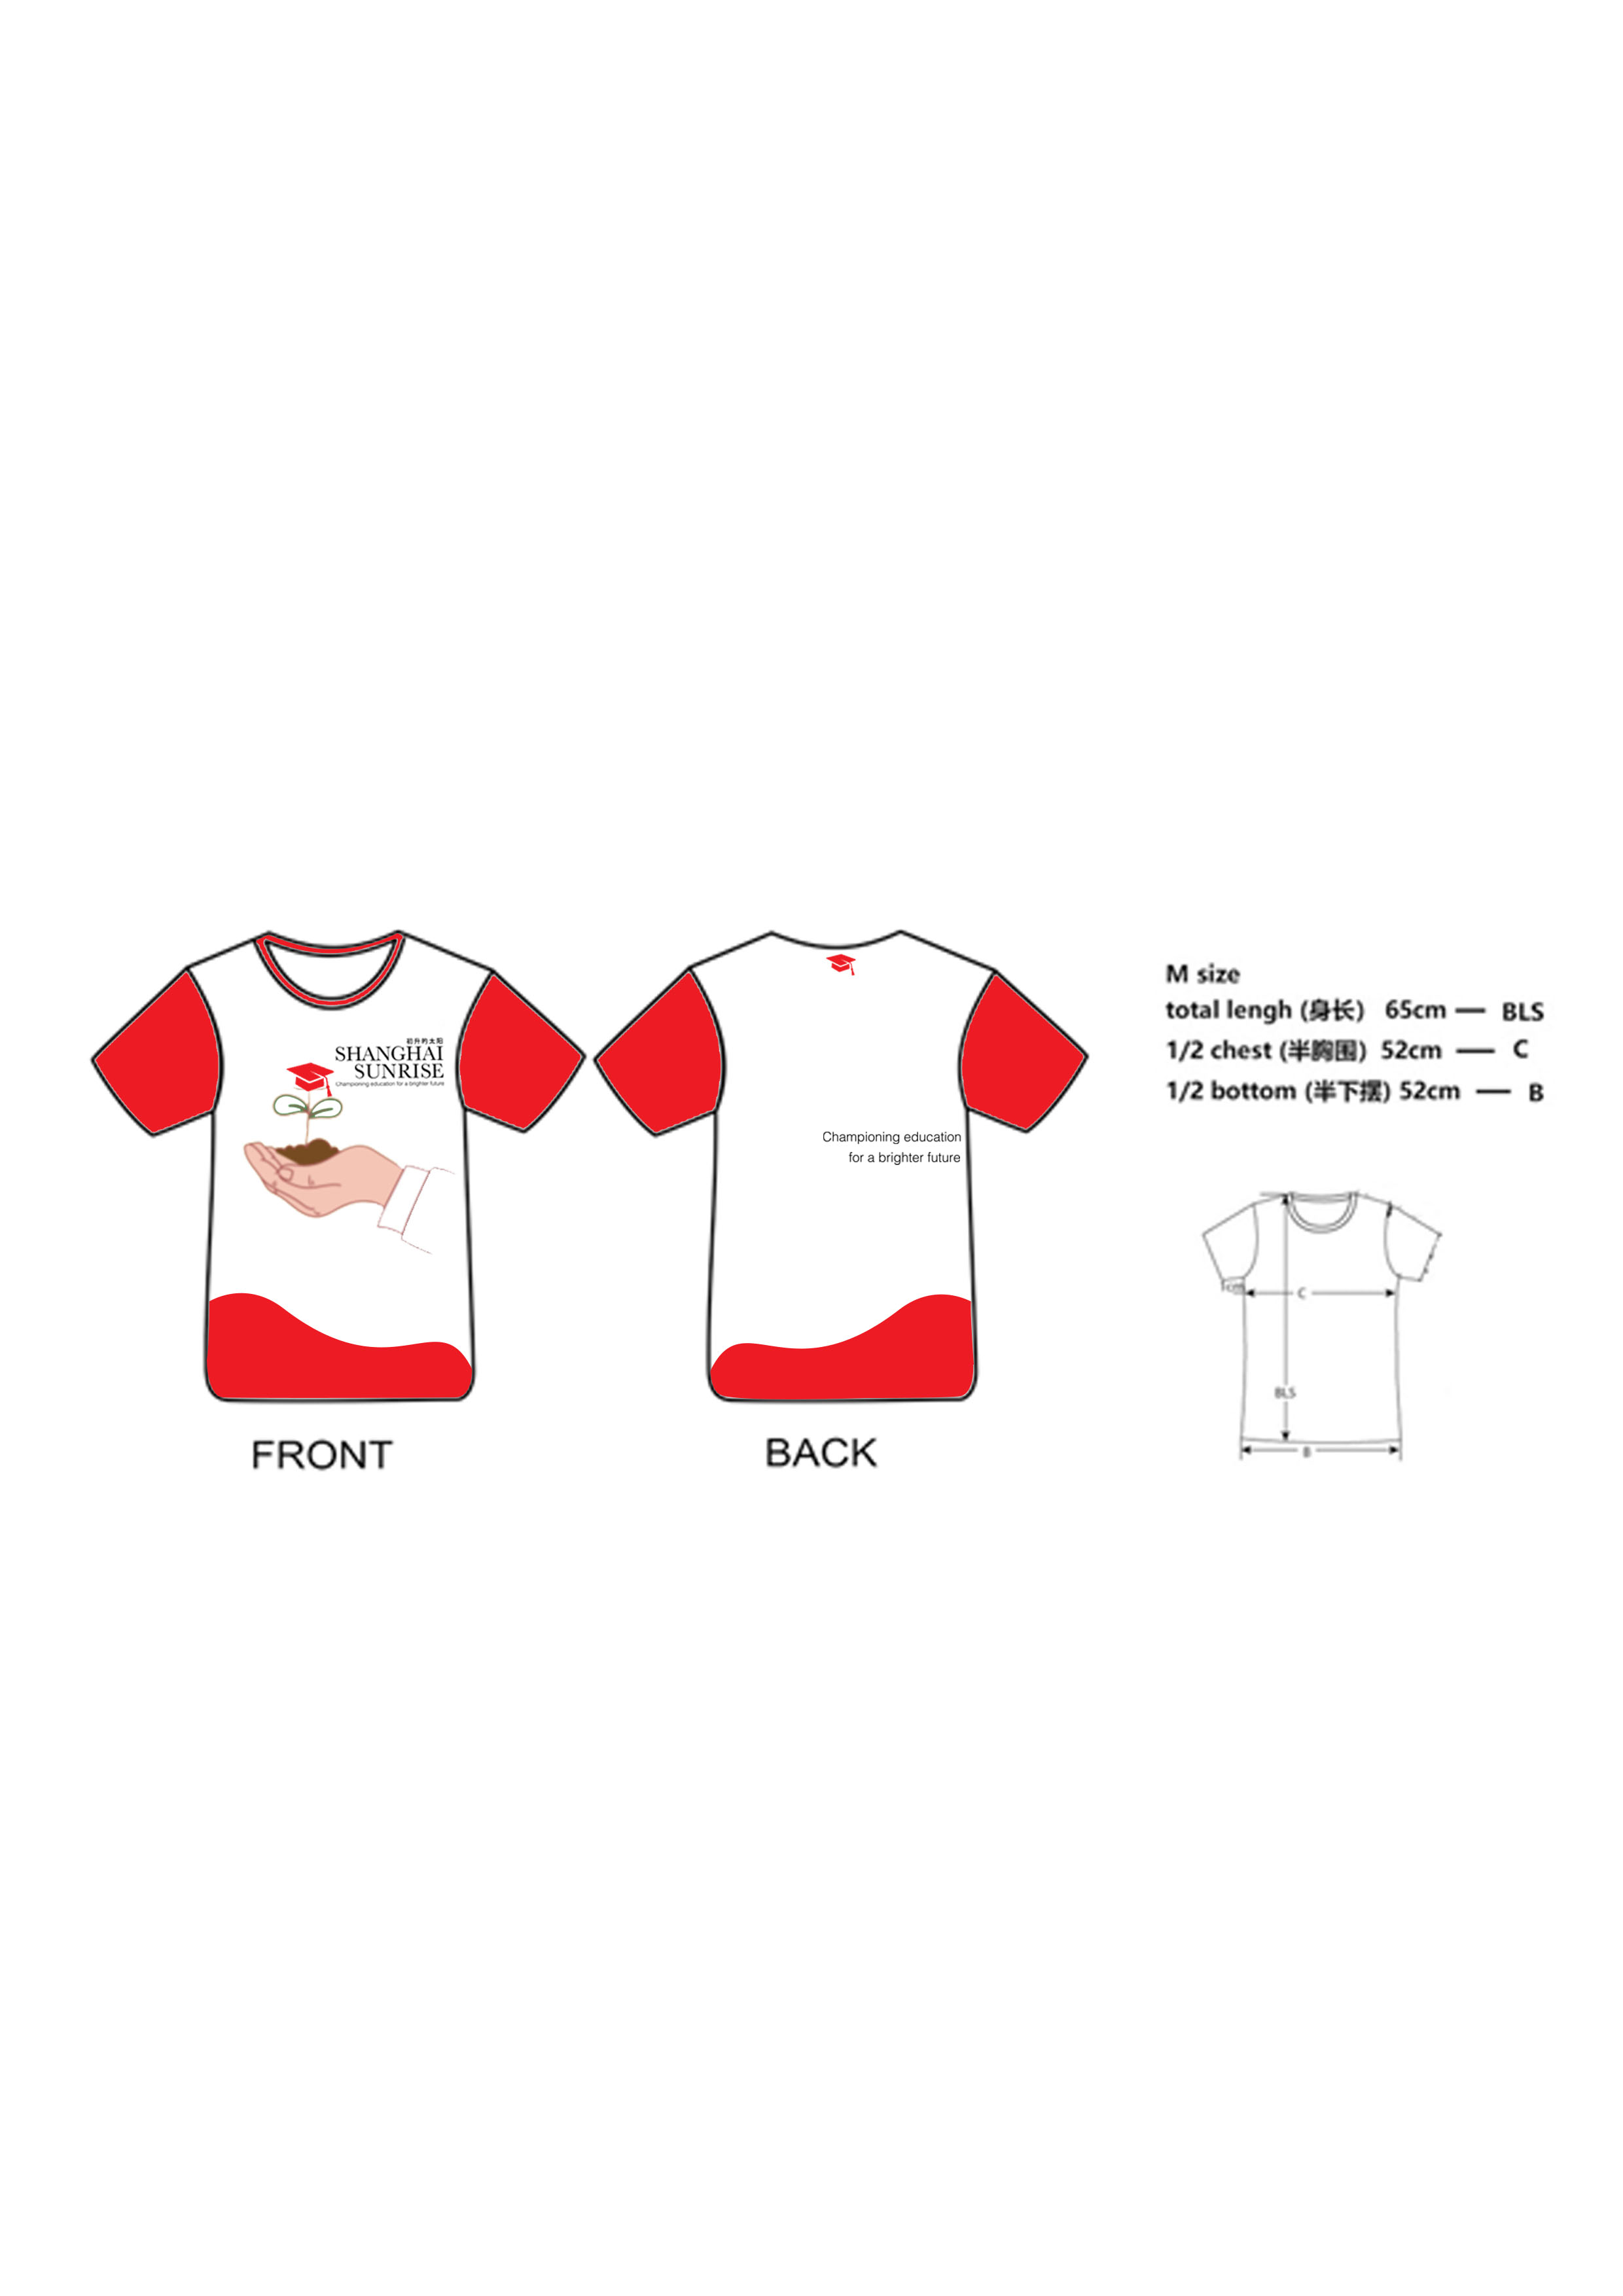 初升的太阳
SHANGHAI
SUNRISE
Championing education for a brighter future
Championing education
for a brighter future
FRONT
BACK
M size
total lengh (身长) 65cm — BLS
1/2 chest (半胸围) 52cm — C
1/2 bottom (半下摆) 52cm — B
1cm
C
BLS
B